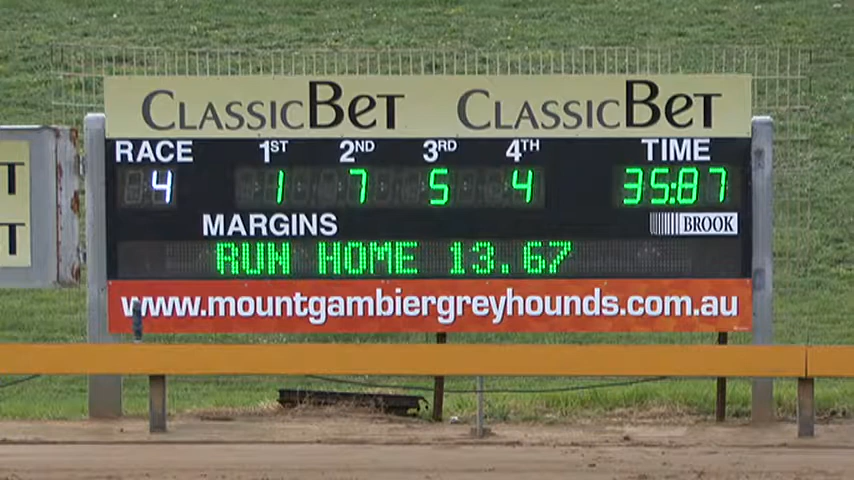 CLASSICBET CLASSICBET
RACE 1ST 2ND 3RD 4TH TIME
4 1 7 5 4 35:87
MARGINS BROOK
RUN HOME 13.67
www.mountgambiergreyhounds.com.au
T
T